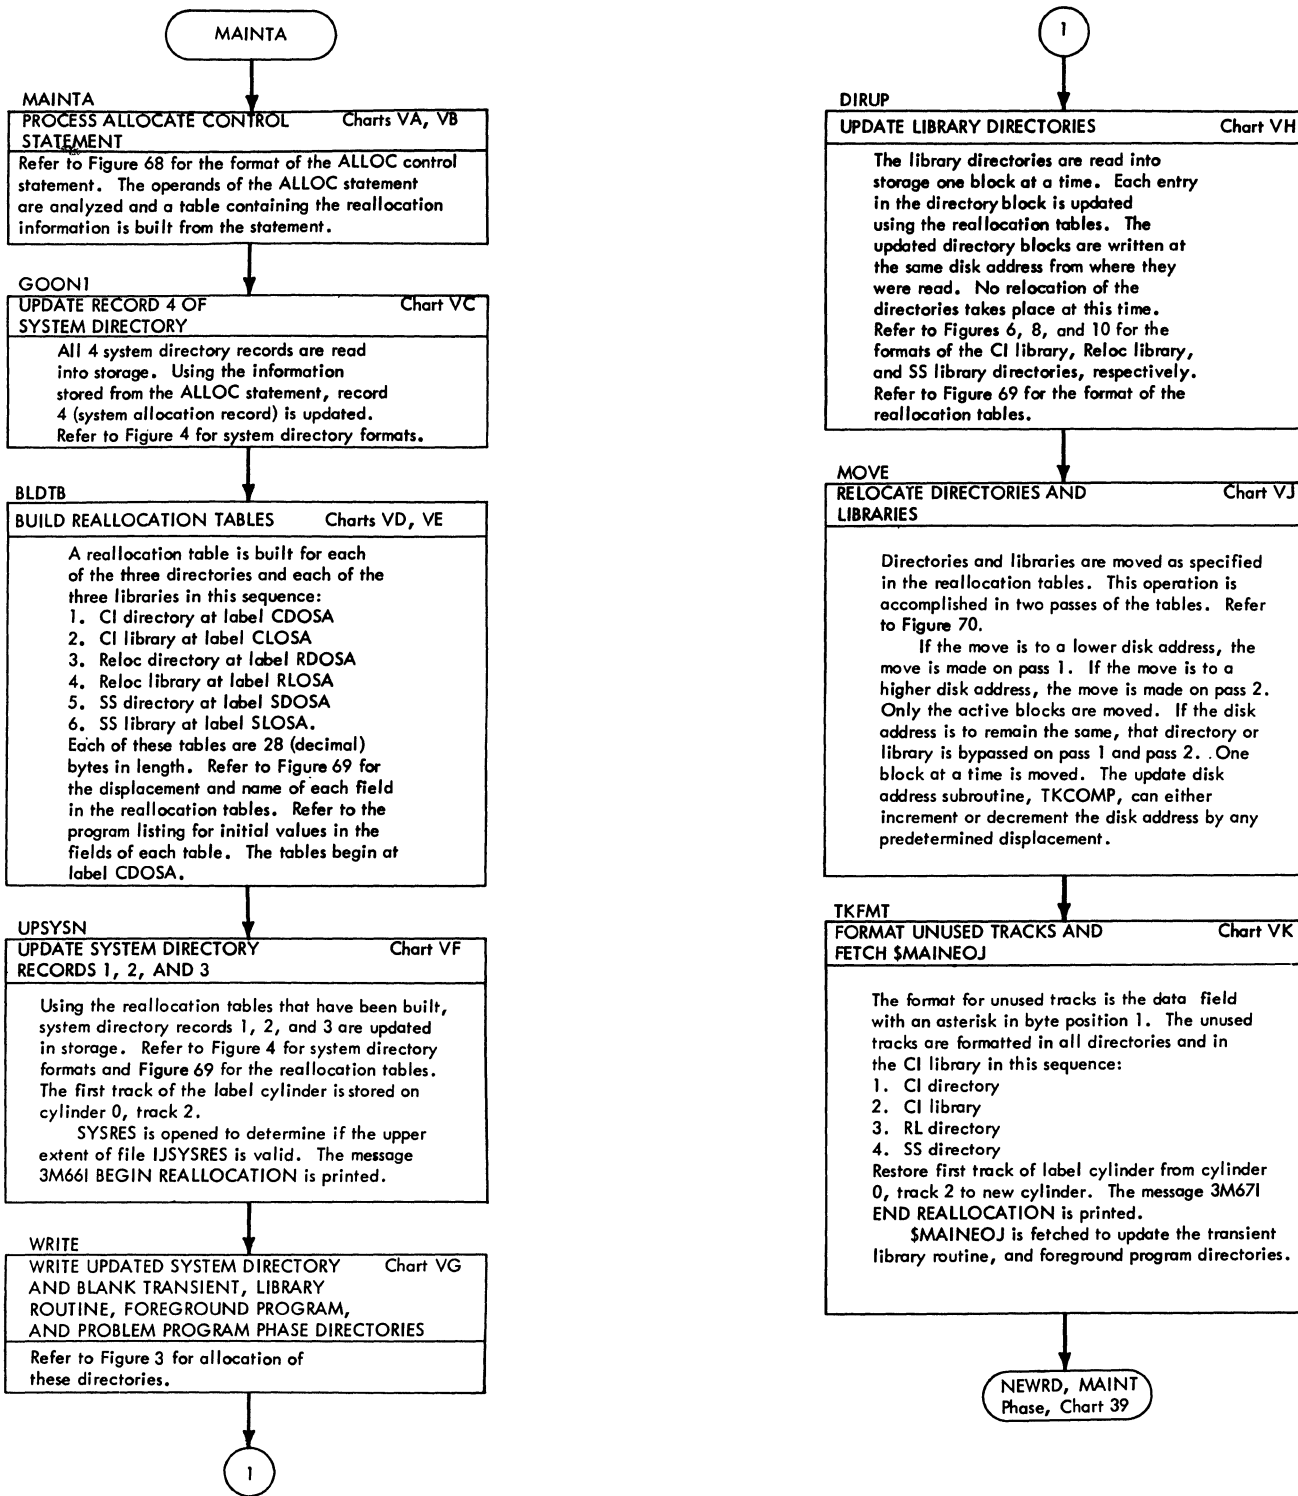 MAINTA
MAINTA
PROCESS ALLOCATE CONTROL Charts VA, VB
STATEMENT
Refer to Figure 68 for the format of the ALLOC control
statement. The operands of the ALLOC statement
are analyzed and a table containing the reallocation
information is built from the statement.
GOON1
UPDATE RECORD 4 OF Chart VC
SYSTEM DIRECTORY
All 4 system directory records are read
into storage. Using the information
stored from the ALLOC statement, record
4 (system allocation record) is updated.
Refer to Figure 4 for system directory formats.
BLDTB
BUILD REALLOCATION TABLES Charts VD, VE
A reallocation table is built for each
of the three directories and each of the
three libraries in this sequence:
1. CI directory at label CDOSA
2. CI library at label CLOSA
3. Reloc directory at label RDOSA
4. Reloc library at label RLOSA
5. SS directory at label SDOSA
6. SS library at label SLOSA.
Each of these tables are 28 (decimal)
bytes in length. Refer to Figure 69 for
the displacement and name of each field
in the reallocation tables. Refer to the
program listing for initial values in the
fields of each table. The tables begin at
label CDOSA.
UPSYSN
UPDATE SYSTEM DIRECTORY Chart VF
RECORDS 1, 2, AND 3
Using the reallocation tables that have been built,
system directory records 1, 2, and 3 are updated
in storage. Refer to Figure 4 for system directory
formats and Figure 69 for the reallocation tables.
The first track of the label cylinder is stored on
cylinder 0, track 2.
SYSRES is opened to determine if the upper
extent of file IJSYSRES is valid. The message
3M66I BEGIN REALLOCATION is printed.
WRITE
WRITE UPDATED SYSTEM DIRECTORY Chart VG
AND BLANK TRANSIENT, LIBRARY
ROUTINE, FOREGROUND PROGRAM,
AND PROBLEM PROGRAM PHASE DIRECTORIES
Refer to Figure 3 for allocation of
these directories.
1
1
DIRUP
UPDATE LIBRARY DIRECTORIES Chart VH
The library directories are read into
storage one block at a time. Each entry
in the directory block is updated
using the reallocation tables. The
updated directory blocks are written at
the same disk address from where they
were read. No relocation of the
directories takes place at this time.
Refer to Figures 6, 8, and 10 for the
formats of the CI library, Reloc library,
and SS library directories, respectively.
Refer to Figure 69 for the format of the
reallocation tables.
MOVE
RELOCATE DIRECTORIES AND Chart VJ
LIBRARIES
Directories and libraries are moved as specified
in the reallocation tables. This operation is
accomplished in two passes of the tables. Refer
to Figure 70.
If the move is to a lower disk address, the
move is made on pass 1. If the move is to a
higher disk address, the move is made on pass 2.
Only the active blocks are moved. If the disk
address is to remain the same, that directory or
library is bypassed on pass 1 and pass 2. . One
block at a time is moved. The update disk
address subroutine, TKCOMP, can either
increment or decrement the disk address by any
predetermined displacement.
TKFMT
FORMAT UNUSED TRACKS AND Chart VK
FETCH $MAINEOJ
The format for unused tracks is the data field
with an asterisk in byte position 1. The unused
tracks are formatted in all directories and in
the CI library in this sequence:
1. CI directory
2. CI library
3. RL directory
4. SS directory
Restore first track of label cylinder from cylinder
0, track 2 to new cylinder. The message 3M67I
END REALLOCATION is printed.
$MAINEOJ is fetched to update the transient
library routine, and foreground program directories.
NEWRD, MAINT
Phase, Chart 39